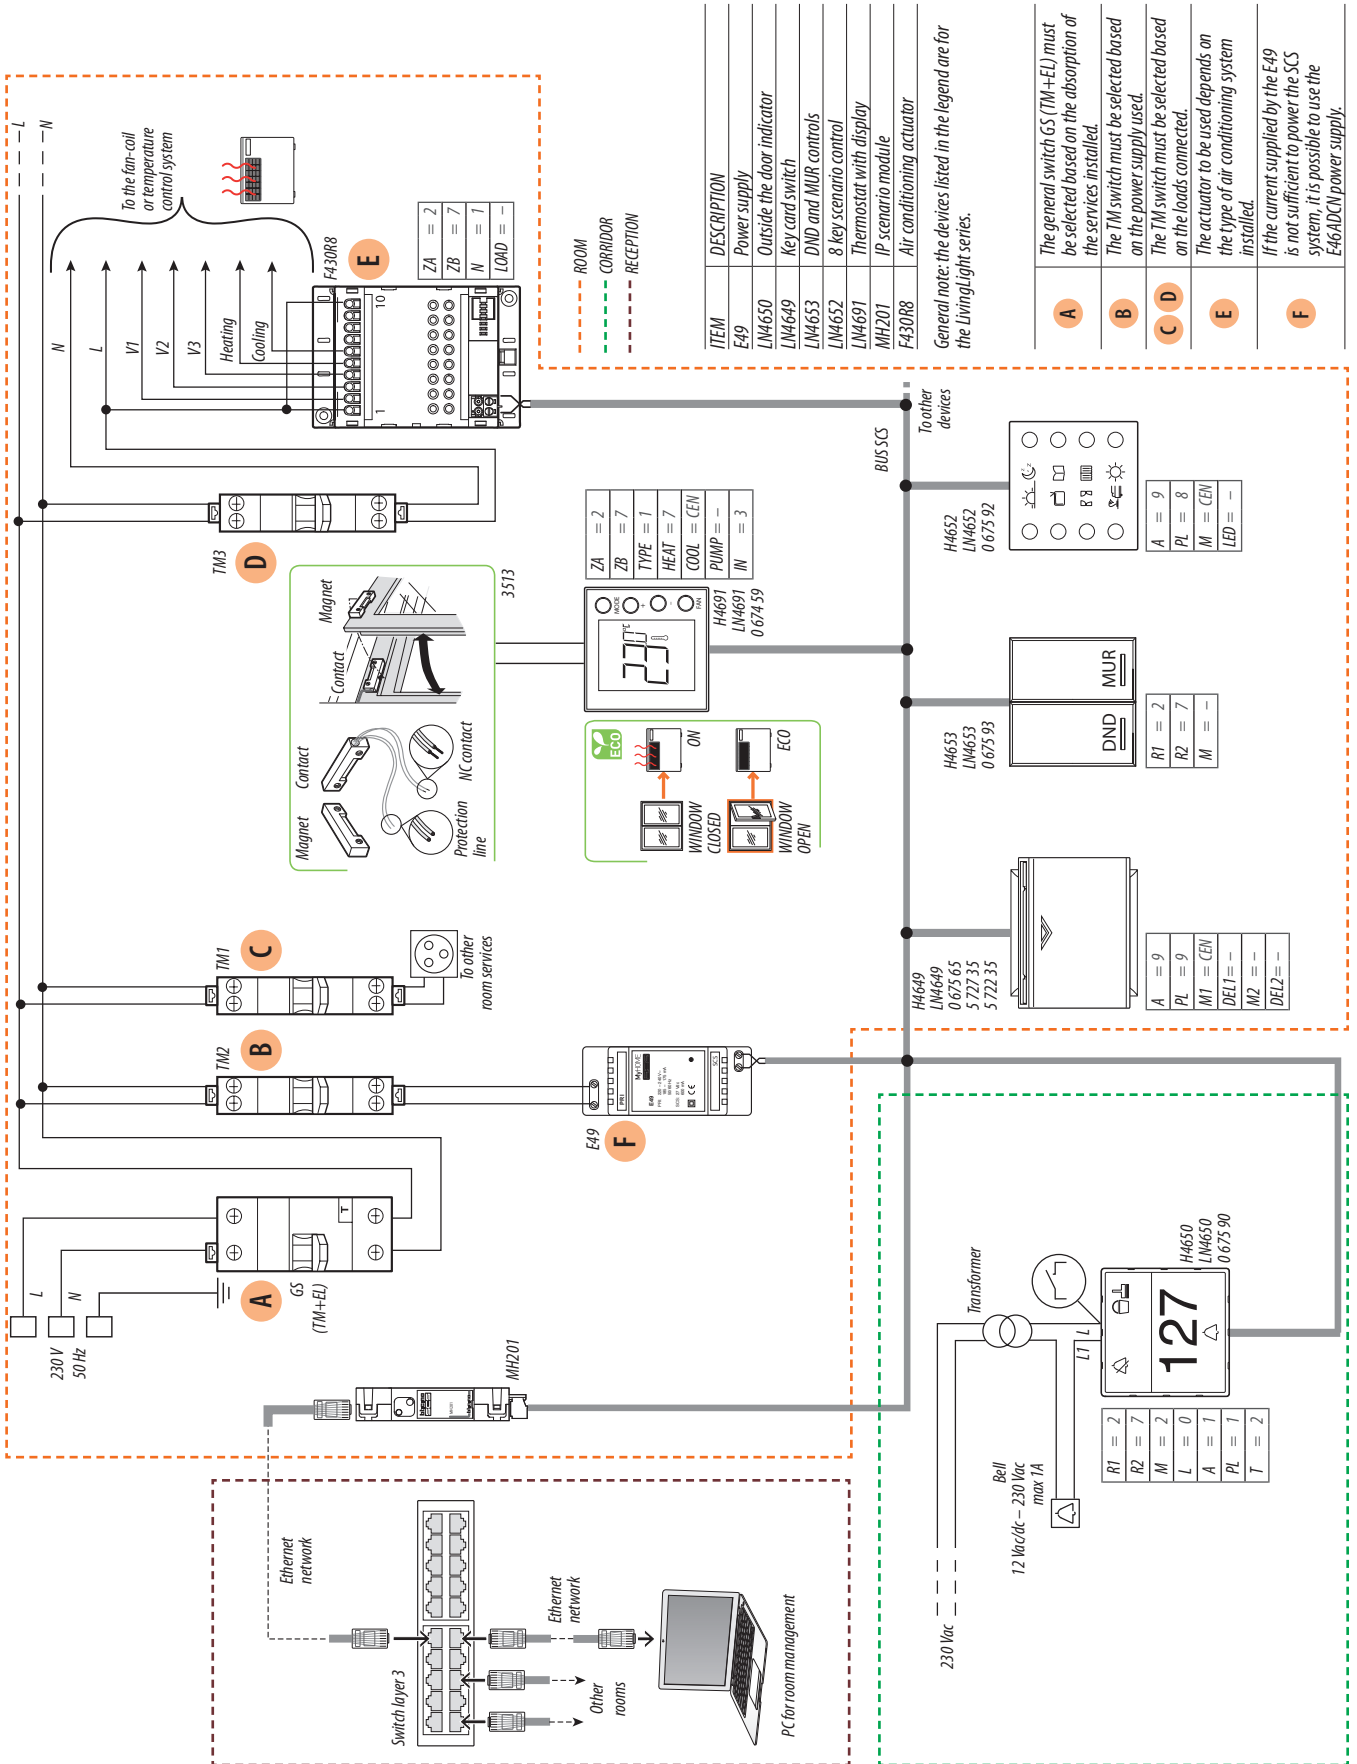 230 V
50 Hz
L
N
A
GS
(TM+EL)
T
TM2
B
TM1
C
To other
room services
TM3
D
L
N
To the fan-coil
or temperature
control system
N
L
V1
V2
V3
Heating
Cooling
F430R8
E
1
10
ZA = 2
ZB = 7
N = 1
LOAD = –
Magnet
Contact
Protection
line
NC contact
Contact
Magnet
3513
ECO
WINDOW
CLOSED
ON
WINDOW
OPEN
ECO
MODE
+
-
FAN
23.0 °C
H4691
LN4691
0 674 59
ZA = 2
ZB = 7
TYPE = 1
HEAT = 7
COOL = CEN
PUMP = –
IN = 3
E49
F
PRI
MyHOME
E49
SCS
MH201
Ethernet
network
Switch layer 3
Other
rooms
Ethernet
network
PC for room management
BUS SCS
To other
devices
H4649
LN4649
0 675 65
5 727 35
5 722 35
A = 9
PL = 9
M1 = CEN
DEL1 = –
M2 = –
DEL2 = –
H4653
LN4653
0 675 93
DND
MUR
R1 = 2
R2 = 7
M = –
H4652
LN4652
0 675 92
A = 9
PL = 8
M = CEN
LED = –
230 Vac
Transformer
Bell
12 Vac/dc – 230 Vac
max 1A
L1
L
127
H4650
LN4650
0 675 90
R1 = 2
R2 = 7
M = 2
L = 0
A = 1
PL = 1
T = 2
ROOM
CORRIDOR
RECEPTION
ITEM DESCRIPTION
E49 Power supply
LN4650 Outside the door indicator
LN4649 Key card switch
LN4653 DND and MUR controls
LN4652 8 key scenario control
LN4691 Thermostat with display
MH201 IP scenario module
F430R8 Air conditioning actuator
General note: the devices listed in the legend are for
the LivingLight series.
A
The general switch GS (TM+EL) must
be selected based on the absorption of
the services installed.
B
The TM switch must be selected based
on the power supply used.
C D
The TM switch must be selected based
on the loads connected.
E
The actuator to be used depends on
the type of air conditioning system
installed.
F
If the current supplied by the E49
is not sufficient to power the SCS
system, it is possible to use the
E46ADCN power supply.